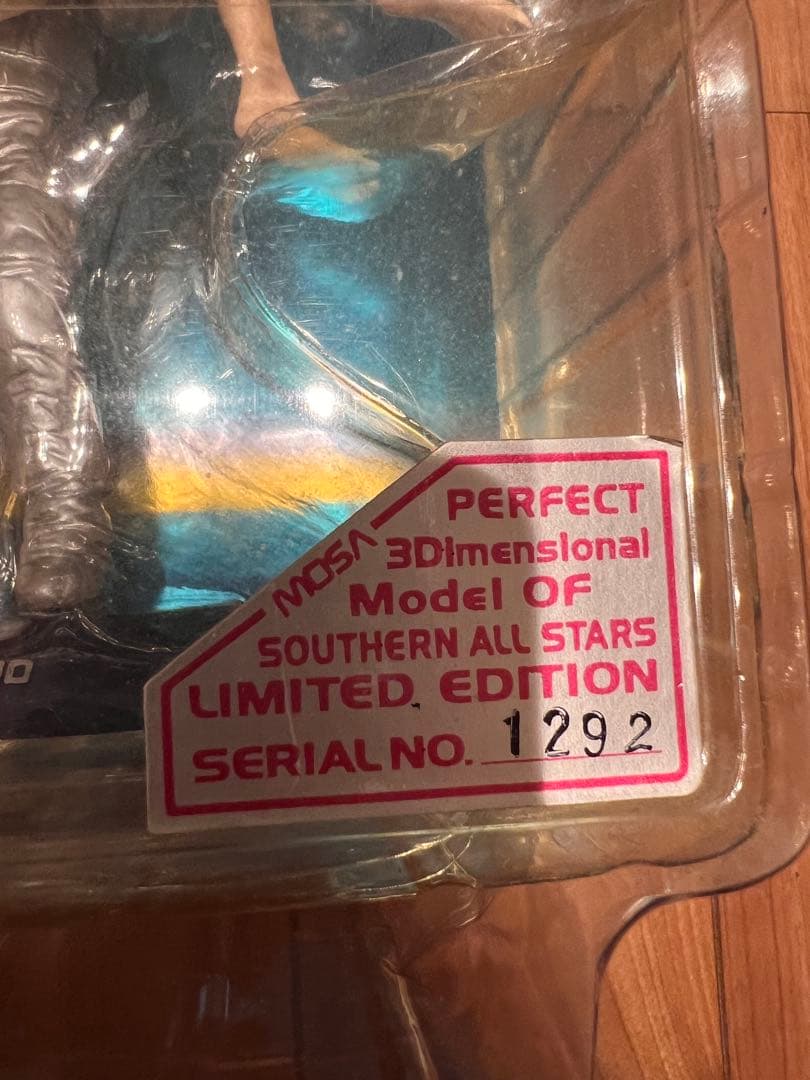 PERFECT
MOSA
3Dimensional
Model OF
SOUTHERN ALL STARS
LIMITED EDITION
SERIAL NO. 1292